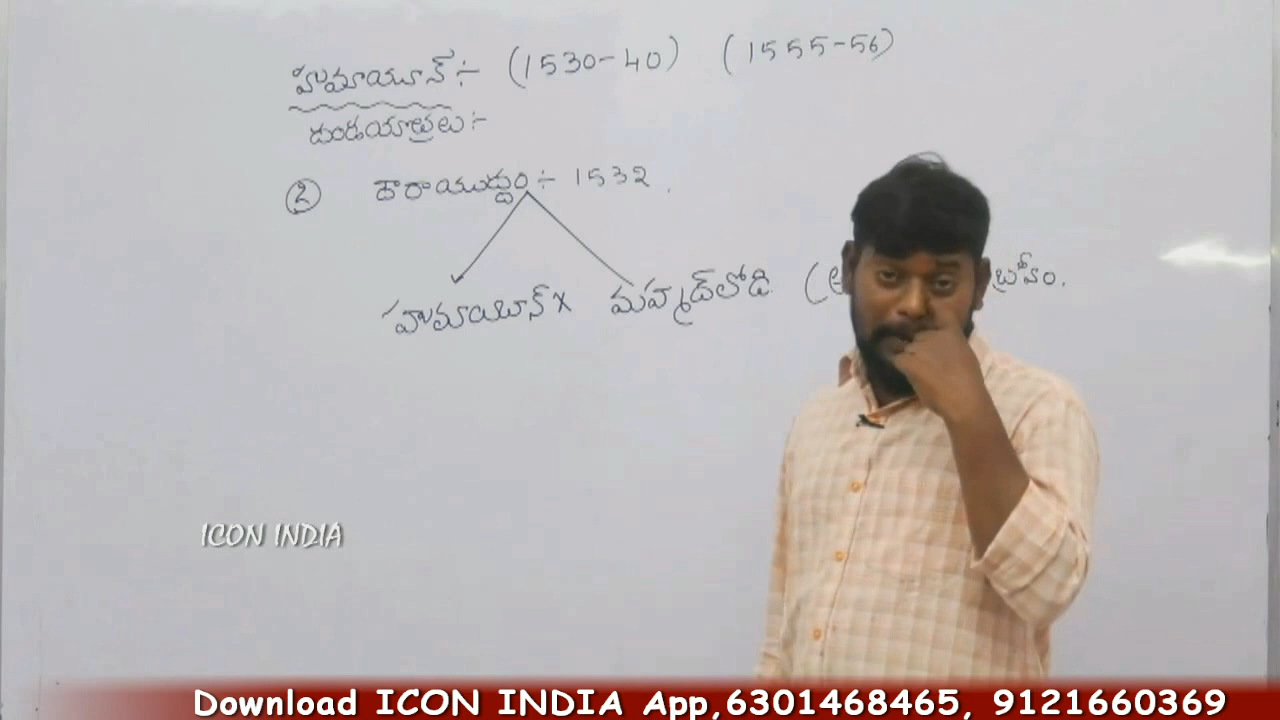 హుమాయూన్ :- (1530-40) (1555-56)
దండయాత్రలు :-
② దౌరాయుద్ధం :- 1532.
హుమాయూన్ X మహ్మద్‌లోడి
ICON INDIA
Download ICON INDIA App,6301468465, 9121660369